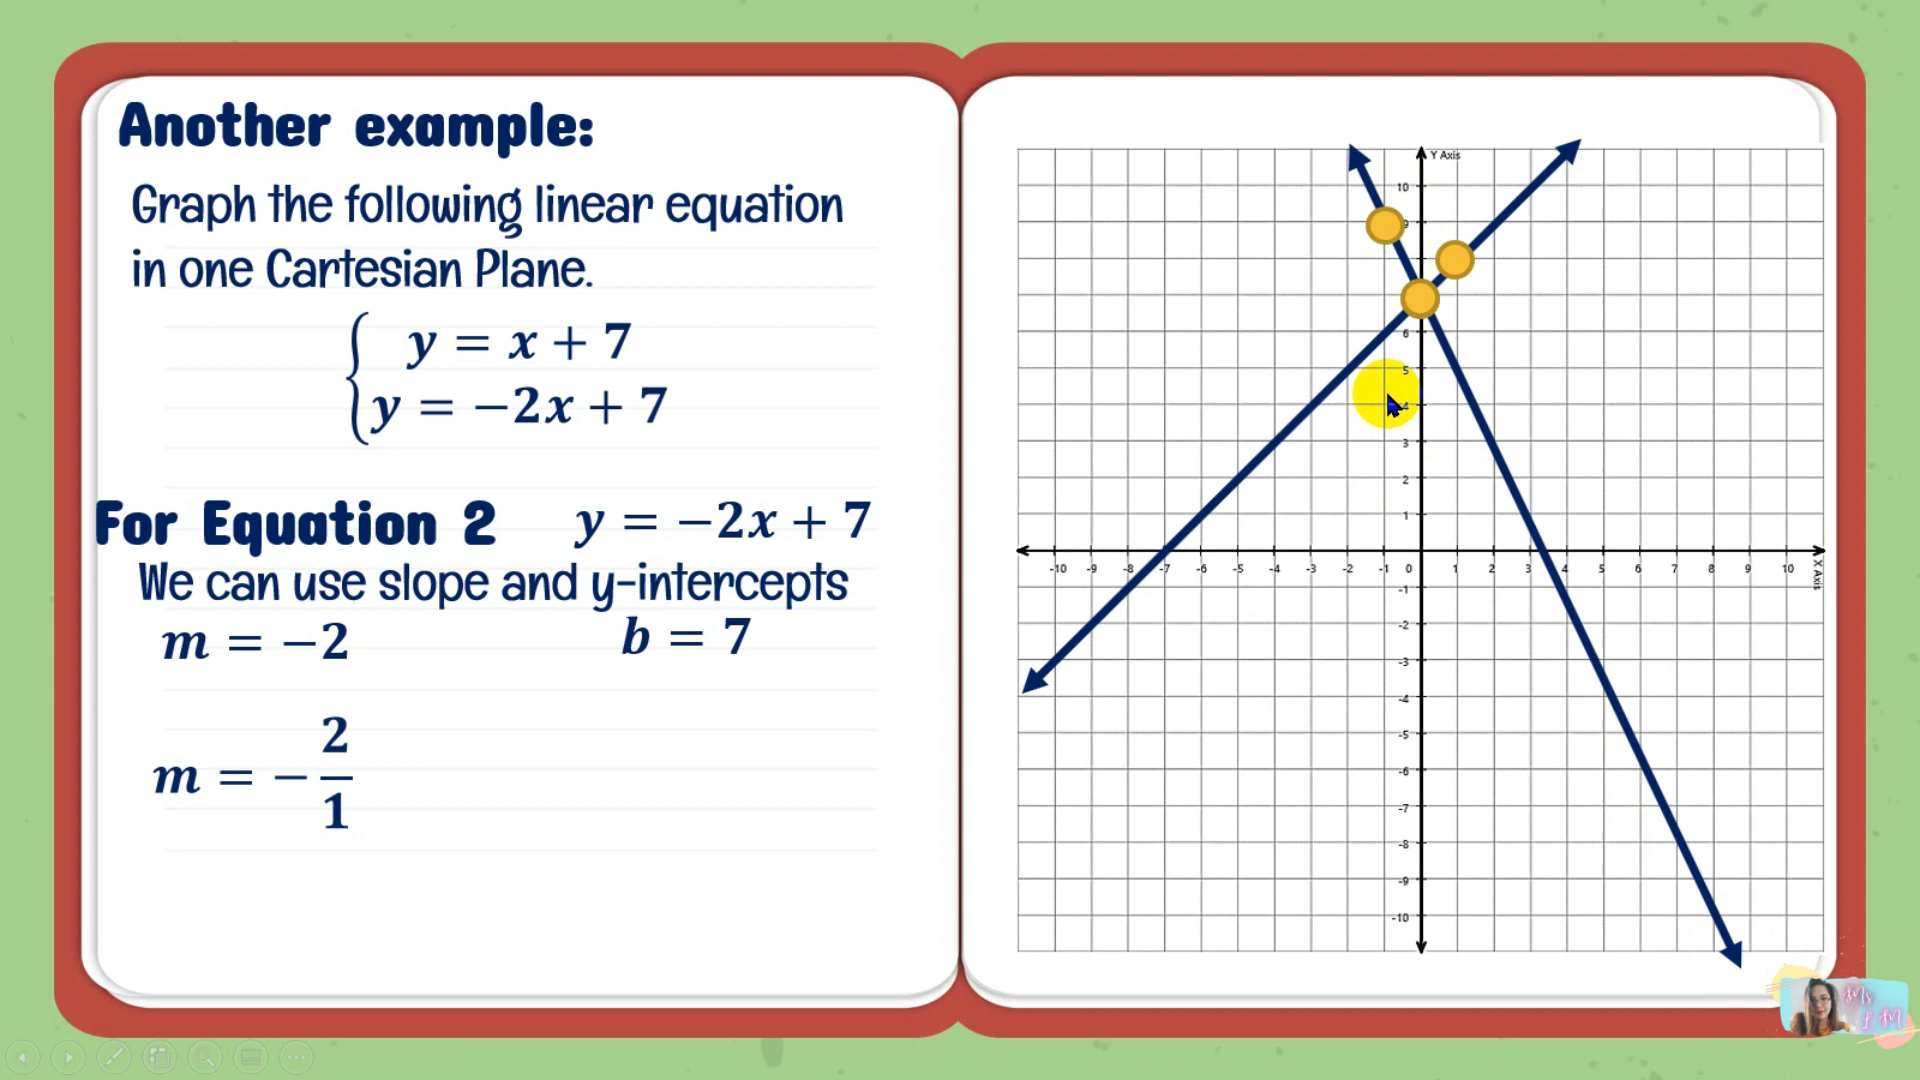 Another example:
Graph the following linear equation
in one Cartesian Plane.
y = x + 7
y = −2x + 7
For Equation 2 y = −2x + 7
We can use slope and y-intercepts
m = −2 b = 7
m = − 2/1
Y Axis
10
9
6
5
4
3
2
1
-10 -9 -8 -7 -6 -5 -4 -3 -2 -1 0 1 2 3 4 5 6 7 8 9 10
X Axis
-1
-2
-3
-4
-5
-6
-7
-8
-9
-10
Ms
L M